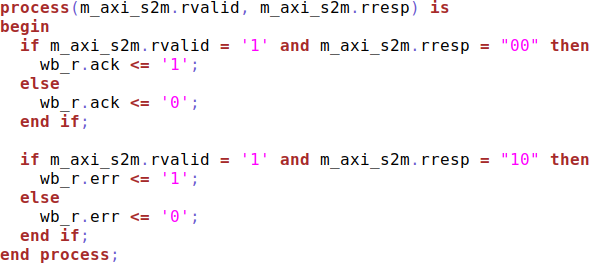 process(m_axi_s2m.rvalid, m_axi_s2m.rresp) is
begin
  if m_axi_s2m.rvalid = '1' and m_axi_s2m.rresp = "00" then
    wb_r.ack <= '1';
  else
    wb_r.ack <= '0';
  end if;

  if m_axi_s2m.rvalid = '1' and m_axi_s2m.rresp = "10" then
    wb_r.err <= '1';
  else
    wb_r.err <= '0';
  end if;
end process;